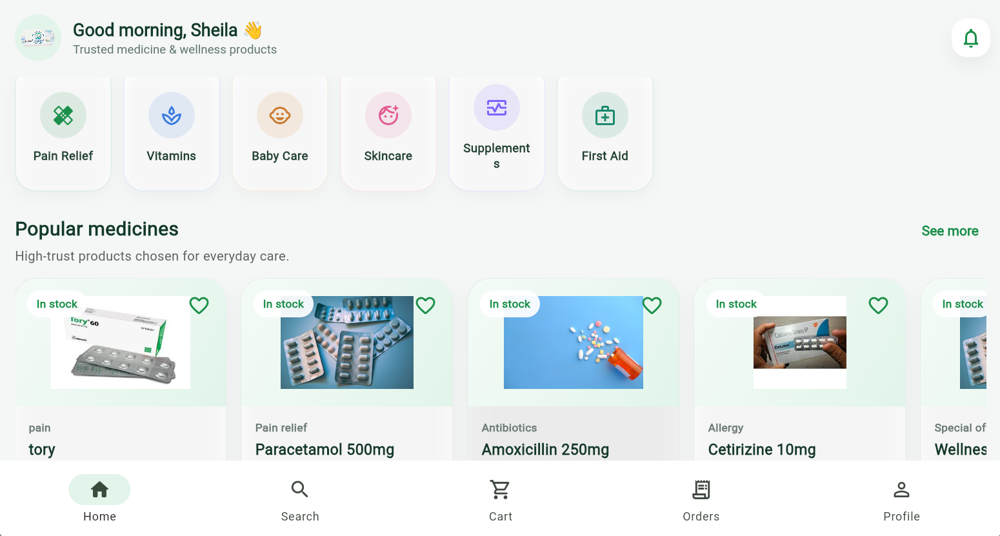 Good morning, Sheila 👋
Trusted medicine & wellness products
Pain Relief
Vitamins
Baby Care
Skincare
Supplement
s
First Aid
Popular medicines
See more
High-trust products chosen for everyday care.
In stock
In stock
In stock
In stock
In stock
Tory 60
Cetirizine Tablets IP
Cetzine
pain
Pain relief
Antibiotics
Allergy
Special of
tory
Paracetamol 500mg
Amoxicillin 250mg
Cetirizine 10mg
Wellnes
Home
Search
Cart
Orders
Profile